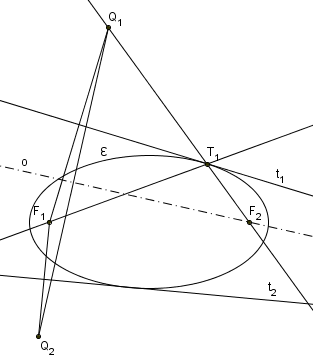 Q₁
o
ε
T₁
t₁
F₁
F₂
t₂
Q₂